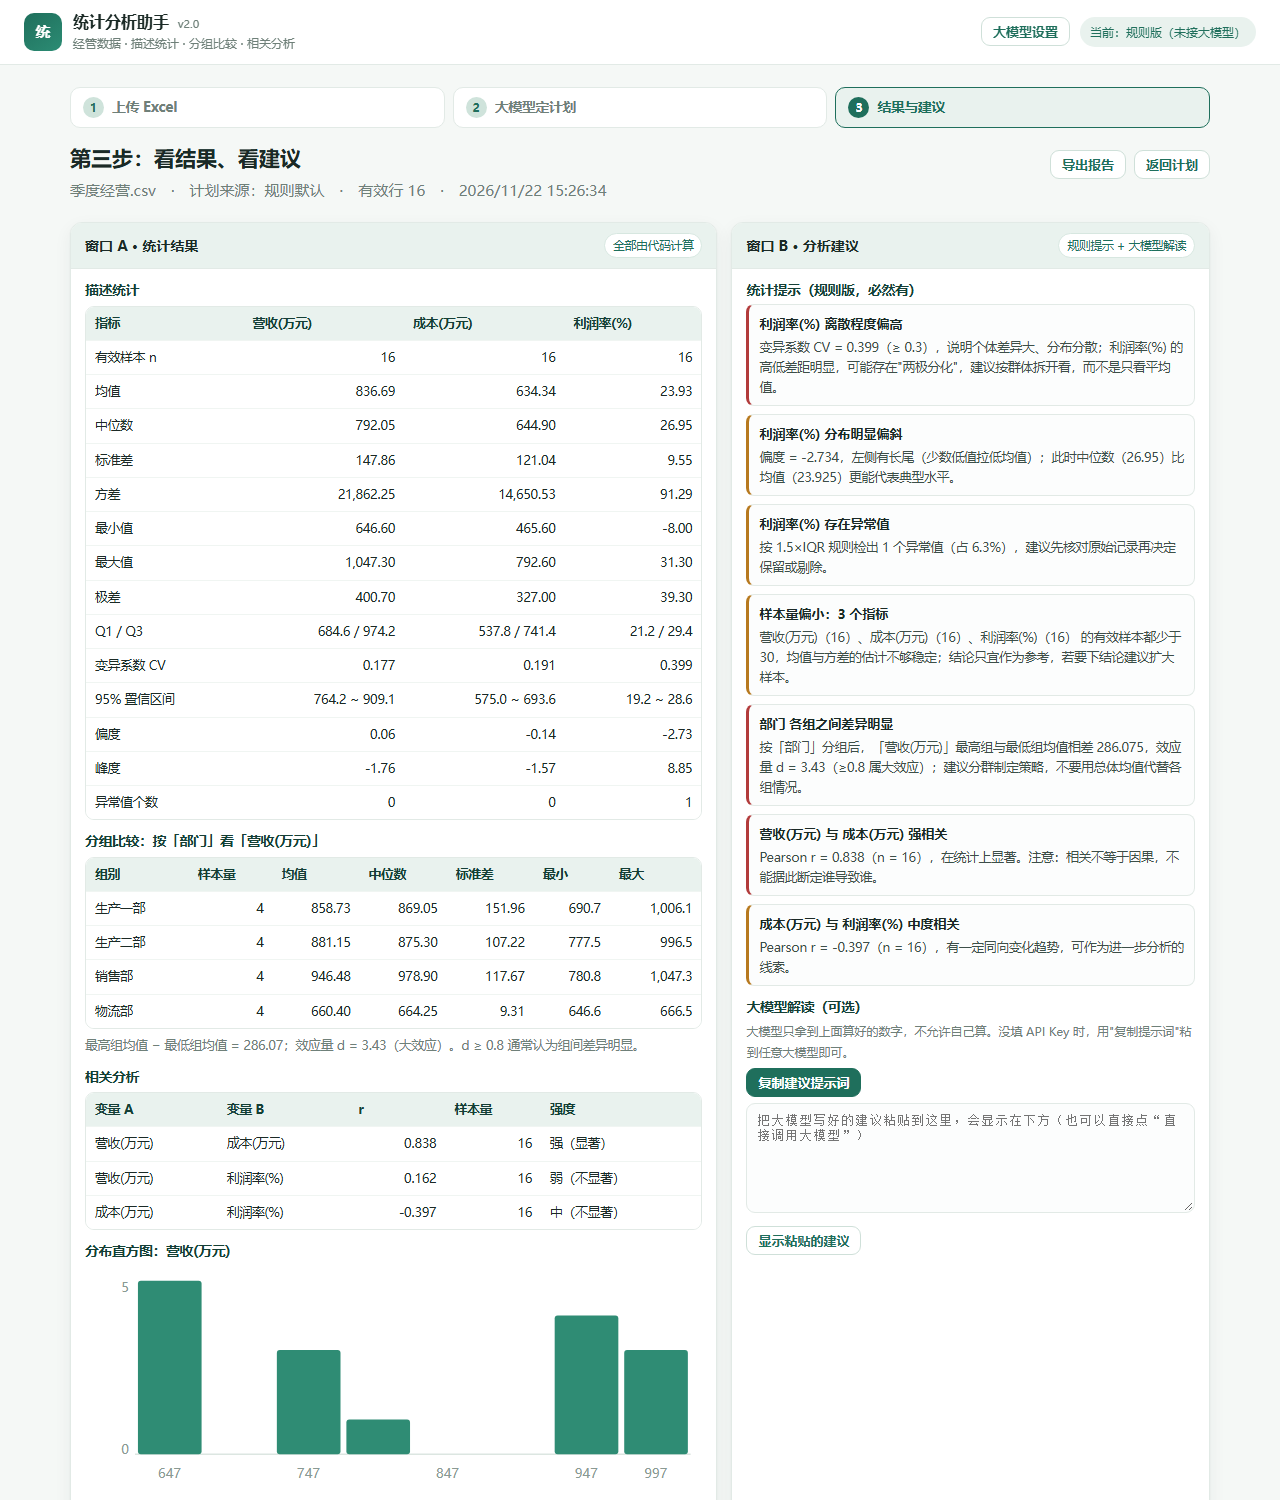 统
统计分析助手 v2.0
经管数据 · 描述统计 · 分组比较 · 相关分析
大模型设置
当前：规则版（未接大模型）
1 上传 Excel
2 大模型定计划
3 结果与建议
第三步：看结果、看建议
季度经营.csv · 计划来源：规则默认 · 有效行 16 · 2026/11/22 15:26:34
导出报告
返回计划
窗口 A • 统计结果
全部由代码计算
描述统计
指标 营收(万元) 成本(万元) 利润率(%)
有效样本 n 16 16 16
均值 836.69 634.34 23.93
中位数 792.05 644.90 26.95
标准差 147.86 121.04 9.55
方差 21,862.25 14,650.53 91.29
最小值 646.60 465.60 -8.00
最大值 1,047.30 792.60 31.30
极差 400.70 327.00 39.30
Q1 / Q3 684.6 / 974.2 537.8 / 741.4 21.2 / 29.4
变异系数 CV 0.177 0.191 0.399
95% 置信区间 764.2 ~ 909.1 575.0 ~ 693.6 19.2 ~ 28.6
偏度 0.06 -0.14 -2.73
峰度 -1.76 -1.57 8.85
异常值个数 0 0 1
分组比较：按「部门」看「营收(万元)」
组别 样本量 均值 中位数 标准差 最小 最大
生产一部 4 858.73 869.05 151.96 690.7 1,006.1
生产二部 4 881.15 875.30 107.22 777.5 996.5
销售部 4 946.48 978.90 117.67 780.8 1,047.3
物流部 4 660.40 664.25 9.31 646.6 666.5
最高组均值 − 最低组均值 = 286.07；效应量 d = 3.43（大效应）。d ≥ 0.8 通常认为组间差异明显。
相关分析
变量 A 变量 B r 样本量 强度
营收(万元) 成本(万元) 0.838 16 强（显著）
营收(万元) 利润率(%) 0.162 16 弱（不显著）
成本(万元) 利润率(%) -0.397 16 中（不显著）
分布直方图：营收(万元)
5
0
647 747 847 947 997
窗口 B • 分析建议
规则提示 + 大模型解读
统计提示（规则版，必然有）
利润率(%) 离散程度偏高
变异系数 CV = 0.399（≥ 0.3），说明个体差异大、分布分散；利润率(%) 的
高低差距明显，可能存在"两极分化"，建议按群体拆开看，而不是只看平均
值。
利润率(%) 分布明显偏斜
偏度 = -2.734，左侧有长尾（少数低值拉低均值）；此时中位数（26.95）比
均值（23.925）更能代表典型水平。
利润率(%) 存在异常值
按 1.5×IQR 规则检出 1 个异常值（占 6.3%），建议先核对原始记录再决定
保留或剔除。
样本量偏小：3 个指标
营收(万元)（16）、成本(万元)（16）、利润率(%)（16） 的有效样本都少于
30，均值与方差的估计不够稳定；结论只宜作为参考，若要下结论建议扩大
样本。
部门 各组之间差异明显
按「部门」分组后，「营收(万元)」最高组与最低组均值相差 286.075，效应
量 d = 3.43（≥0.8 属大效应）；建议分群制定策略，不要用总体均值代替各
组情况。
营收(万元) 与 成本(万元) 强相关
Pearson r = 0.838（n = 16），在统计上显著。注意：相关不等于因果，不
能据此断定谁导致谁。
成本(万元) 与 利润率(%) 中度相关
Pearson r = -0.397（n = 16），有一定同向变化趋势，可作为进一步分析的
线索。
大模型解读（可选）
大模型只拿到上面算好的数字，不允许自己算。没填 API Key 时，用"复制提示词"粘
到任意大模型即可。
复制建议提示词
把大模型写好的建议粘贴到这里，会显示在下方（也可以直接点“直
接调用大模型”）
显示粘贴的建议